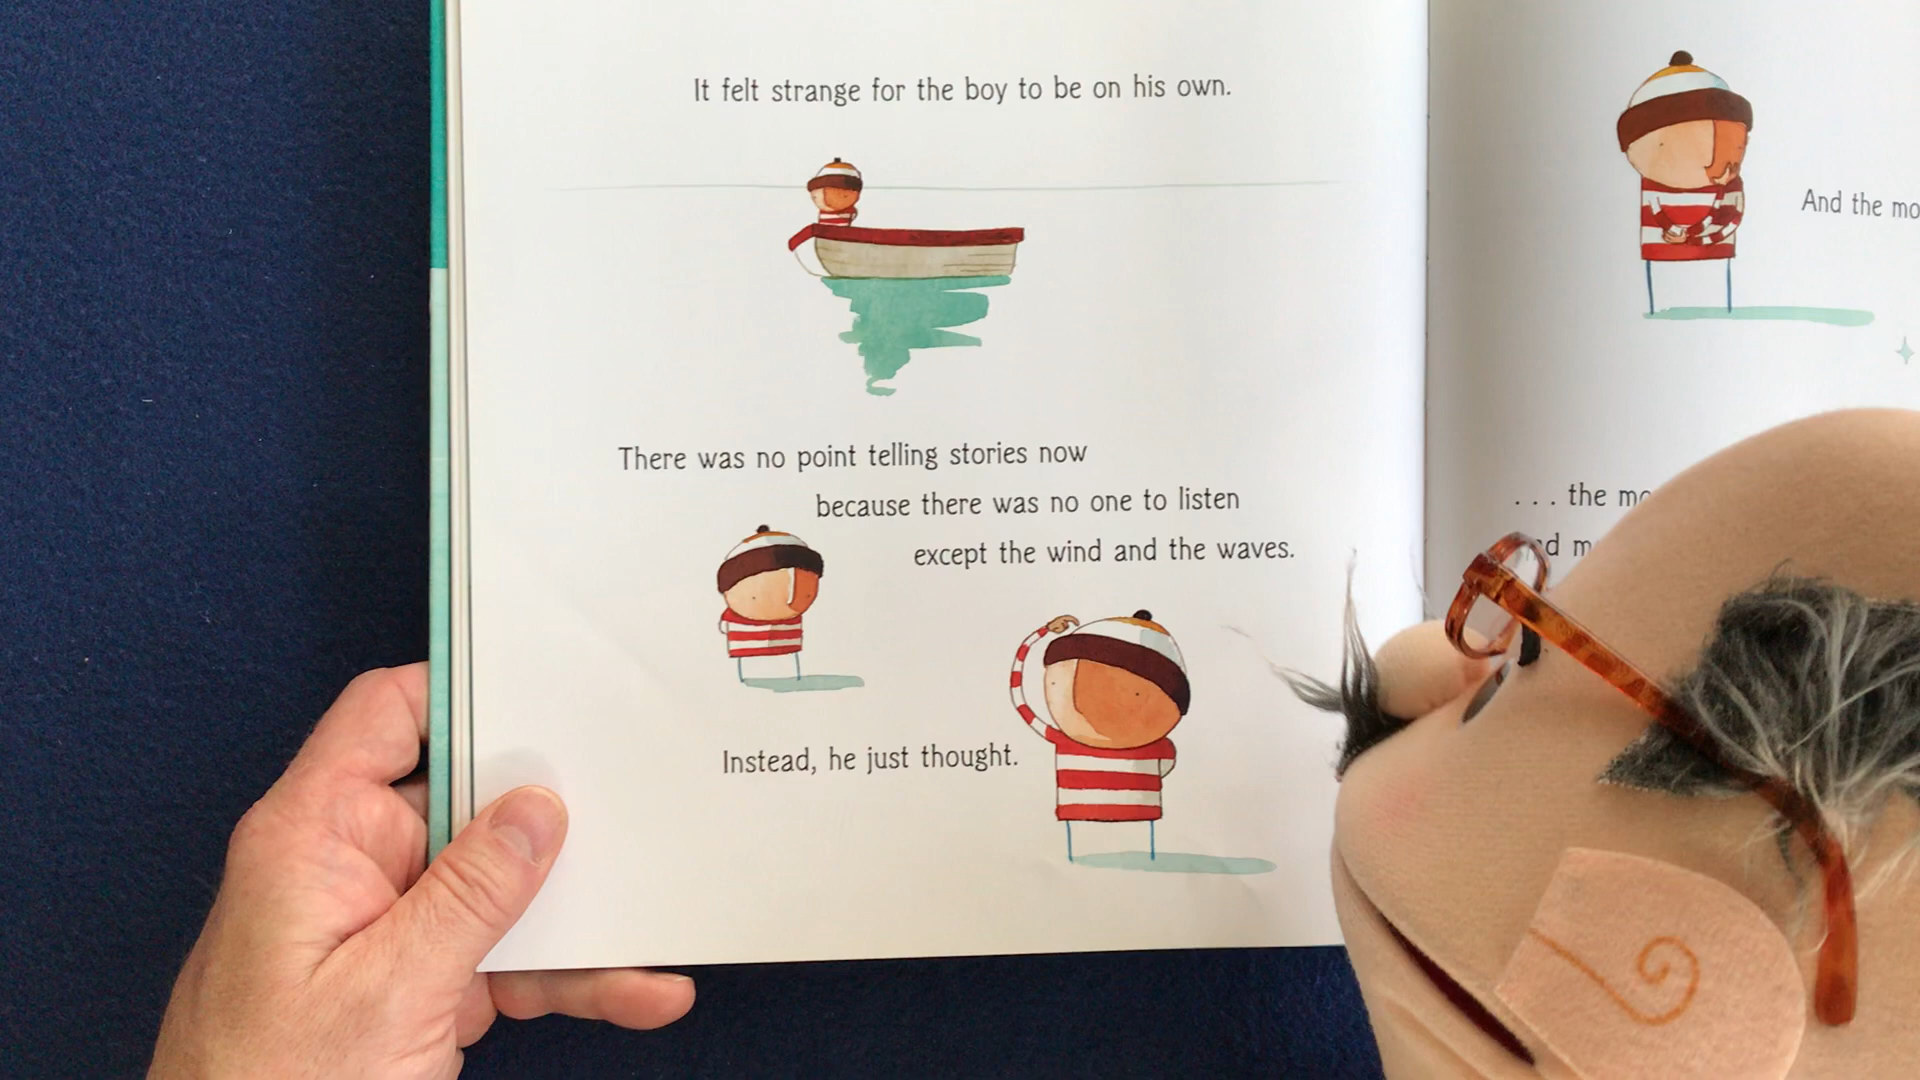 It felt strange for the boy to be on his own.
There was no point telling stories now
because there was no one to listen
except the wind and the waves.
Instead, he just thought.
And the
. . . the